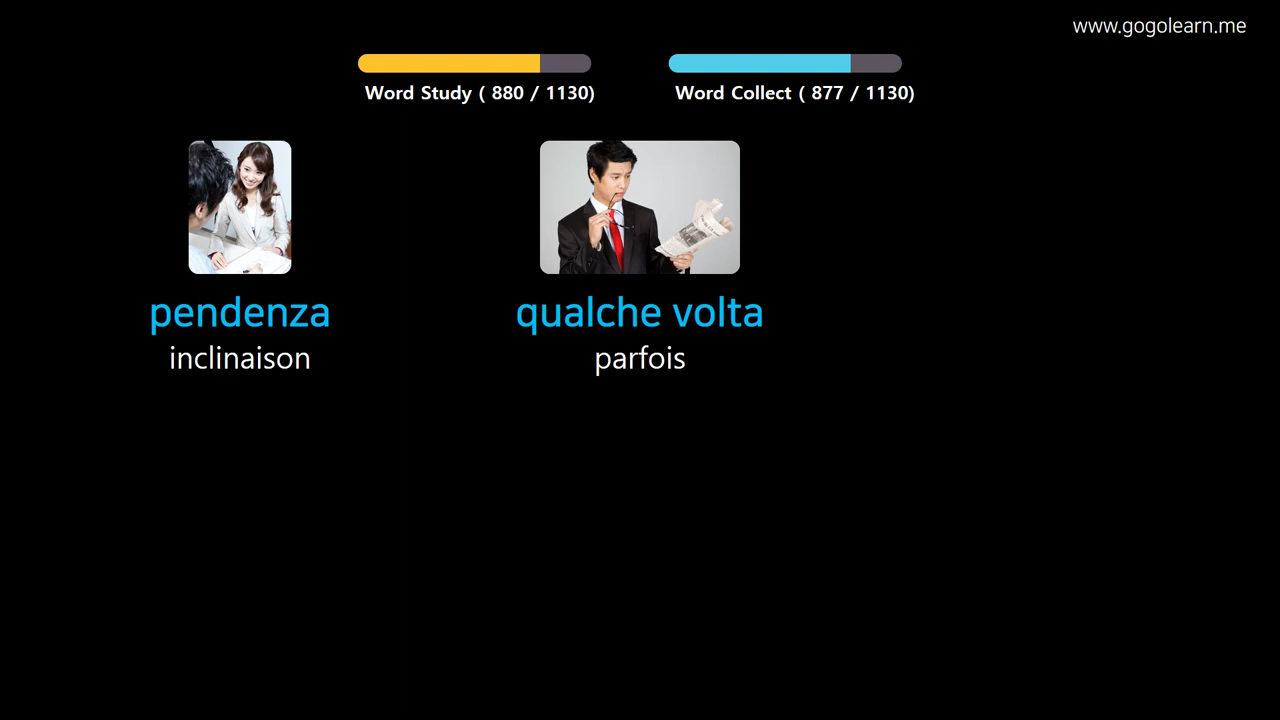 www.gogolearn.me
Word Study ( 880 / 1130)
Word Collect ( 877 / 1130)
pendenza
inclinaison
qualche volta
parfois